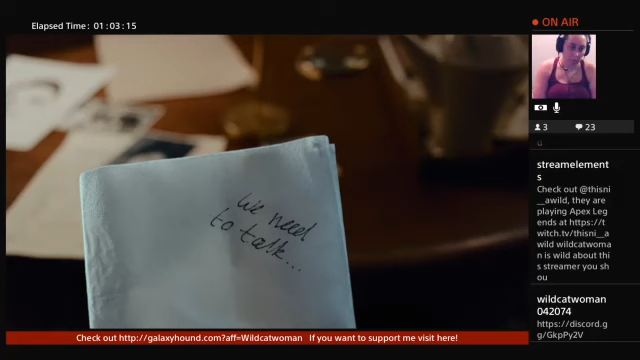 Elapsed Time: 01:03:15
ON AIR
3 23
streamelement
s
Check out @thisni
__awild, they are
playing Apex Leg
ends at https://t
witch.tv/thisni__a
wild wildcatwoma
n is wild about thi
s streamer you sh
ou
wildcatwoman
042074
https://discord.g
g/GkpPy2V
we need
to talk...
Check out http://galaxyhound.com?aff=Wildcatwoman If you want to support me visit here!